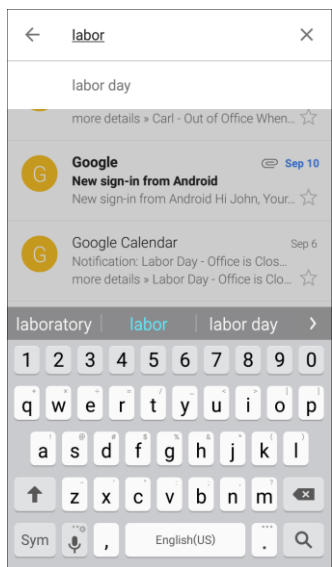 labor
labor day
more details » Carl - Out of Office When...
G
Google
Sep 10
New sign-in from Android
New sign-in from Android Hi John, Your...
G
Google Calendar
Sep 6
Notification: Labor Day - Office is Clos...
more details » Labor Day - Office is Clo...
laboratory labor labor day
1 2 3 4 5 6 7 8 9 0
q w e r t y u i o p
a s d f g h j k l
z x c v b n m
Sym , English(US) .